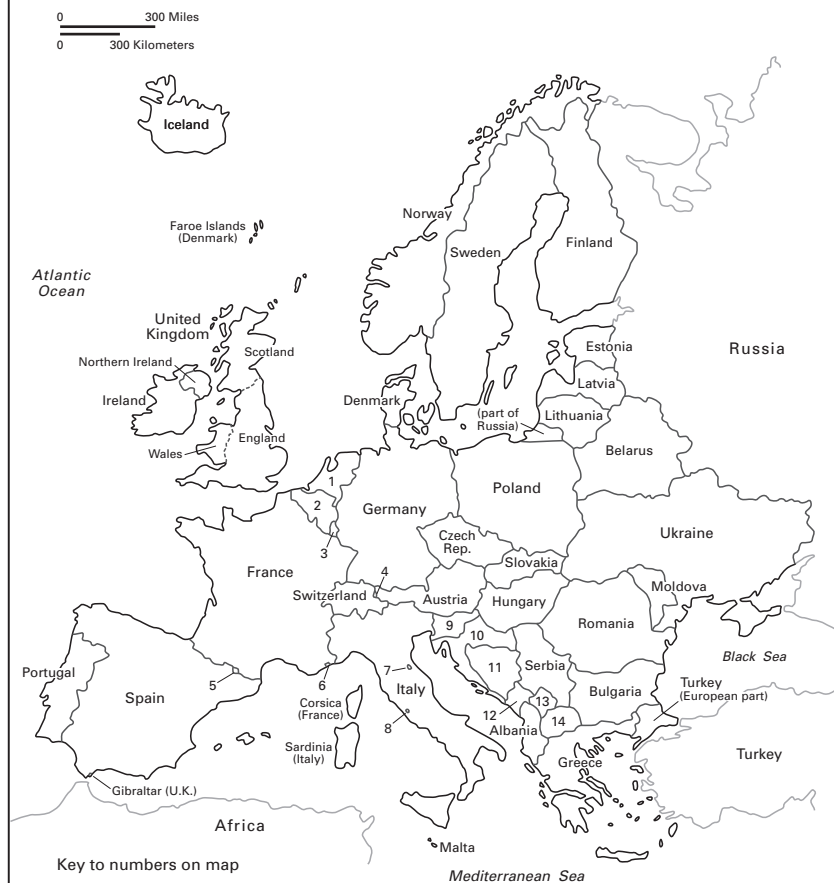 0 300 Miles
0 300 Kilometers
Iceland
Faroe Islands
(Denmark)
Norway
Sweden
Finland
Atlantic
Ocean
United
Kingdom
Scotland
Northern Ireland
Ireland
Wales
England
Denmark
Estonia
Russia
Latvia
(part of
Russia)
Lithuania
Belarus
1
2
3
Germany
Poland
Czech
Rep.
Ukraine
France
4
Slovakia
Switzerland
Austria
Hungary
Moldova
Romania
9
10
11
Serbia
Black Sea
Portugal
Spain
5
6
7
Italy
8
Corsica
(France)
Sardinia
(Italy)
12
13
14
Albania
Bulgaria
Turkey
(European part)
Greece
Turkey
Gibraltar (U.K.)
Africa
Malta
Mediterranean Sea
Key to numbers on map